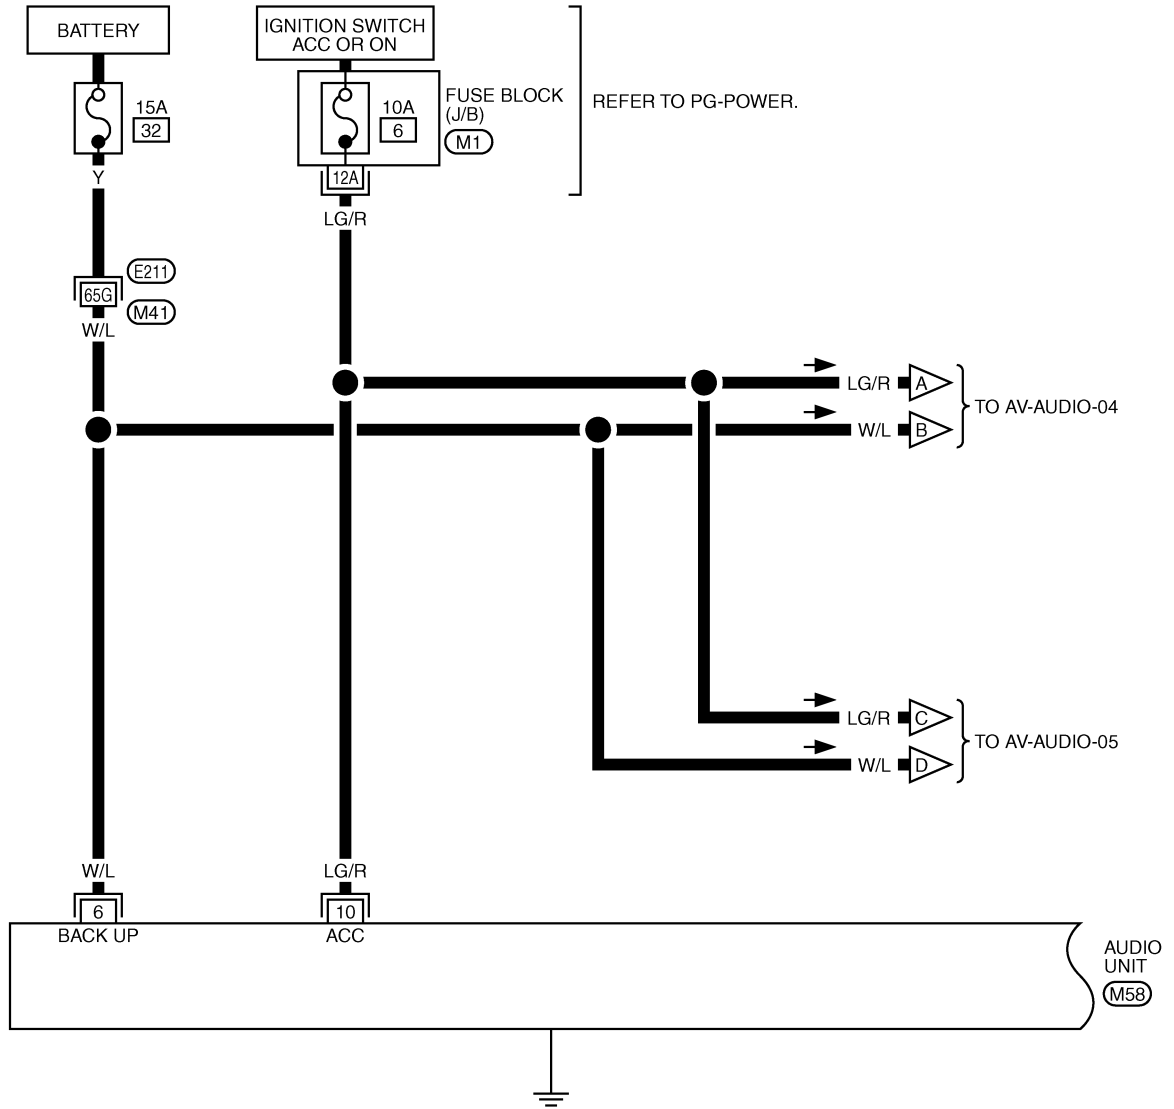 BATTERY
IGNITION SWITCH
ACC OR ON
15A
32
10A
6
FUSE BLOCK
(J/B)
M1
REFER TO PG-POWER.
Y
12A
LG/R
E211
65G
M41
W/L
LG/R
A
W/L
B
TO AV-AUDIO-04
LG/R
C
W/L
D
TO AV-AUDIO-05
W/L
LG/R
6
10
BACK UP
ACC
AUDIO
UNIT
M58